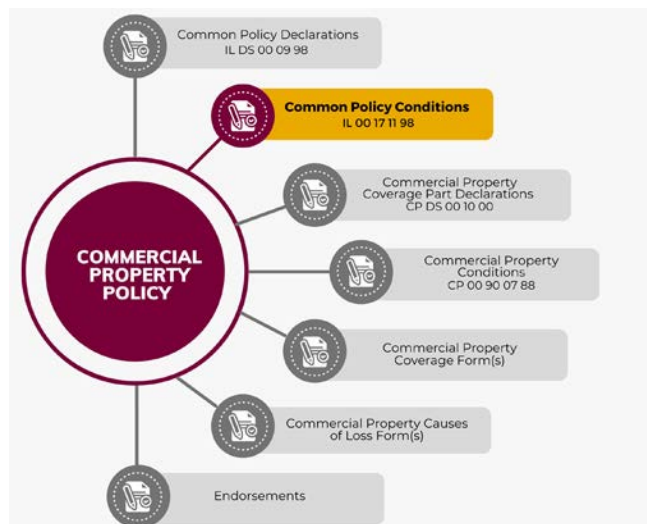 Common Policy Declarations
IL DS 00 09 98
Common Policy Conditions
IL 00 17 11 98
Commercial Property
Coverage Part Declarations
CP DS 00 10 00
COMMERCIAL
PROPERTY
POLICY
Commercial Property
Conditions
CP 00 90 07 88
Commercial Property
Coverage Form(s)
Commercial Property Causes
of Loss Form(s)
Endorsements